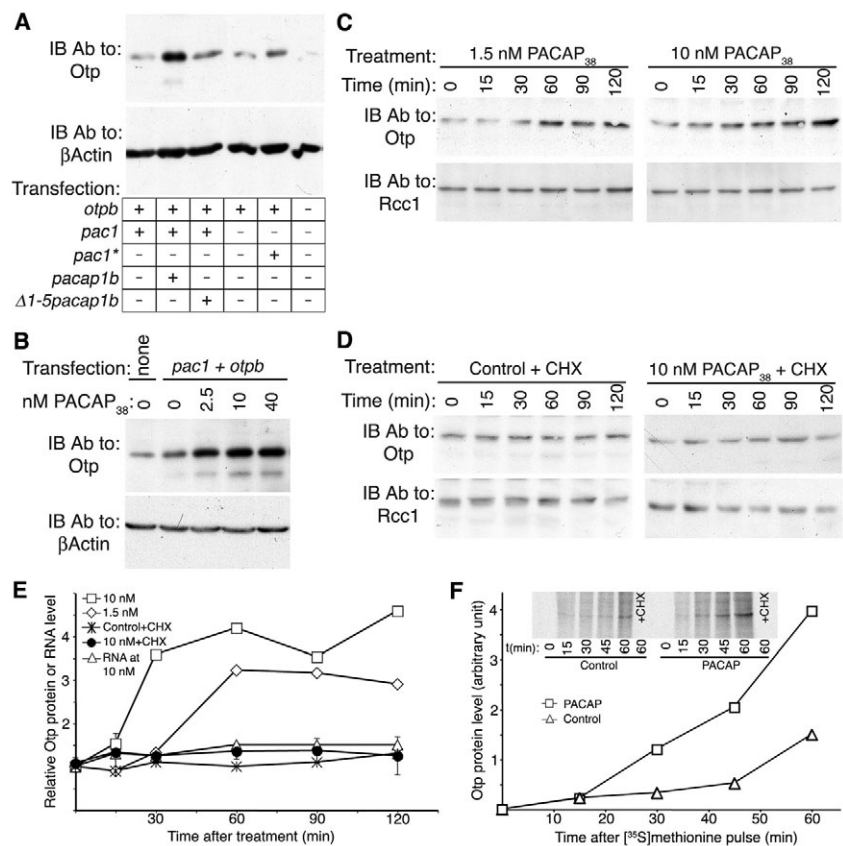 A
IB Ab to:
Otp
IB Ab to:
βActin
Transfection:
otpb + + + + + -
pac1 + + + - - -
pac1* - - - - + -
pacap1b - + - - - -
Δ1-5pacap1b - - + - - -
B
Transfection: none pac1 + otpb
nM PACAP38: 0 0 2.5 10 40
IB Ab to:
Otp
IB Ab to:
βActin
C
Treatment: 1.5 nM PACAP38 10 nM PACAP38
Time (min): 0 15 30 60 90 120 0 15 30 60 90 120
IB Ab to:
Otp
IB Ab to:
Rcc1
D
Treatment: Control + CHX 10 nM PACAP38 + CHX
Time (min): 0 15 30 60 90 120 0 15 30 60 90 120
IB Ab to:
Otp
IB Ab to:
Rcc1
E
Relative Otp protein or RNA level
10 nM
1.5 nM
Control+CHX
10 nM+CHX
RNA at
10 nM
4
3
2
1
30 60 90 120
Time after treatment (min)
F
Otp protein level (arbitrary unit)
4
3
2
1
0
+CHX +CHX
t(min): 0 15 30 45 60 60 0 15 30 45 60 60
Control PACAP
PACAP
Control
10 20 30 40 50 60
Time after [35S]methionine pulse (min)